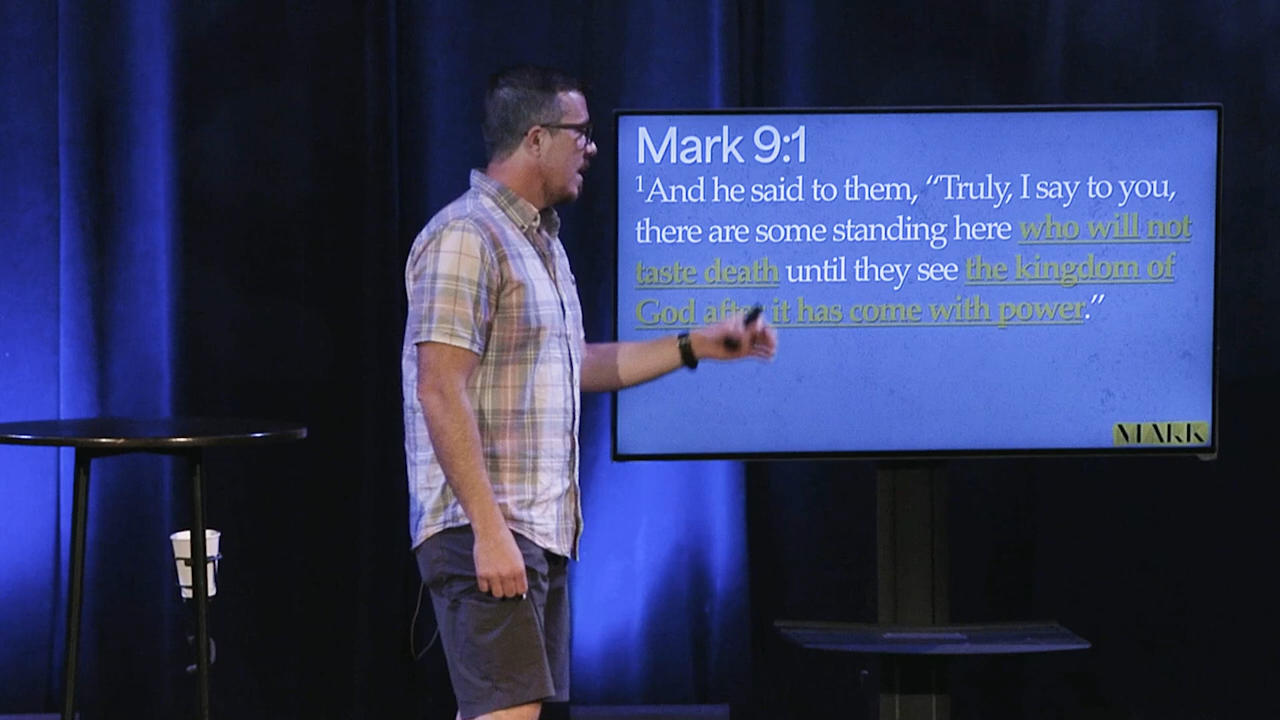 Mark 9:1
¹And he said to them, “Truly, I say to you,
there are some standing here who will not
taste death until they see the kingdom of
God after it has come with power.”
MARK